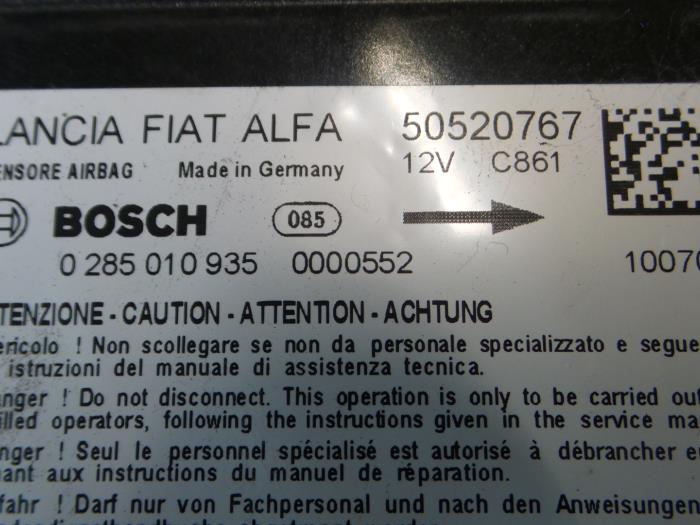 LANCIA FIAT ALFA 50520767
ENSORE AIRBAG Made in Germany 12V C861
BOSCH 085
0 285 010 935 0000552 10070
TENZIONE - CAUTION - ATTENTION - ACHTUNG
ericolo ! Non scollegare se non da personale specializzato e segue
istruzioni del manuale di assistenza tecnica.
nger ! Do not disconnect. This operation is only to be carried out
illed operators, following the instructions given in the service ma
nger ! Seul le personnel spécialisé est autorisé à débrancher e
nant aux instructions du manuel de réparation.
fahr ! Darf nur von Fachpersonal und nach den Anweisungen